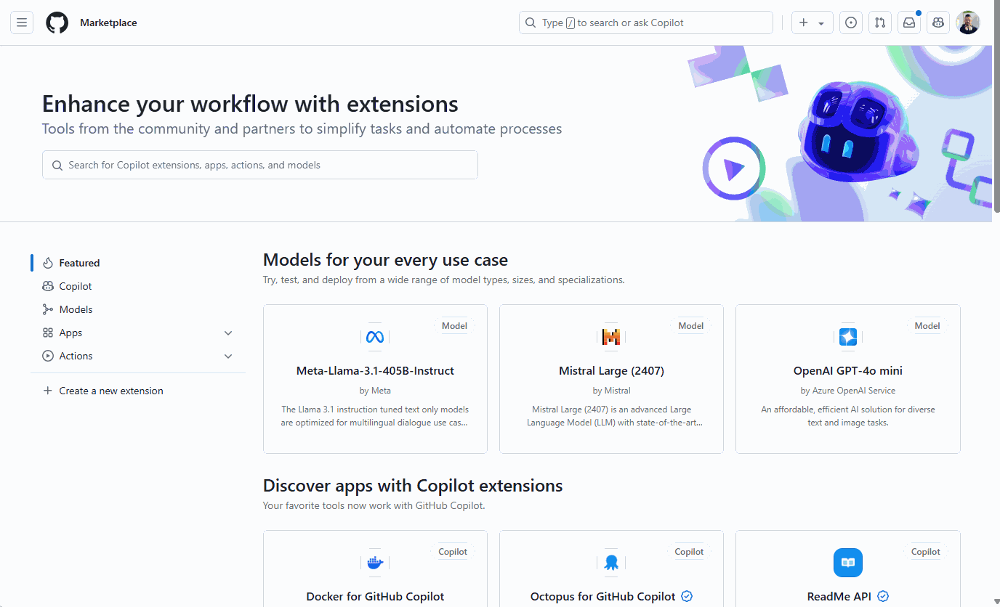 Marketplace
Type / to search or ask Copilot
Enhance your workflow with extensions
Tools from the community and partners to simplify tasks and automate processes
Search for Copilot extensions, apps, actions, and models
Featured
Copilot
Models
Apps
Actions
Create a new extension
Models for your every use case
Try, test, and deploy from a wide range of model types, sizes, and specializations.
Model
Meta-Llama-3.1-405B-Instruct
by Meta
The Llama 3.1 instruction tuned text only models
are optimized for multilingual dialogue use cas...
Model
Mistral Large (2407)
by Mistral
Mistral Large (2407) is an advanced Large
Language Model (LLM) with state-of-the-art...
Model
OpenAI GPT-4o mini
by Azure OpenAI Service
An affordable, efficient AI solution for diverse
text and image tasks.
Discover apps with Copilot extensions
Your favorite tools now work with GitHub Copilot.
Copilot
Docker for GitHub Copilot
Copilot
Octopus for GitHub Copilot
Copilot
ReadMe API